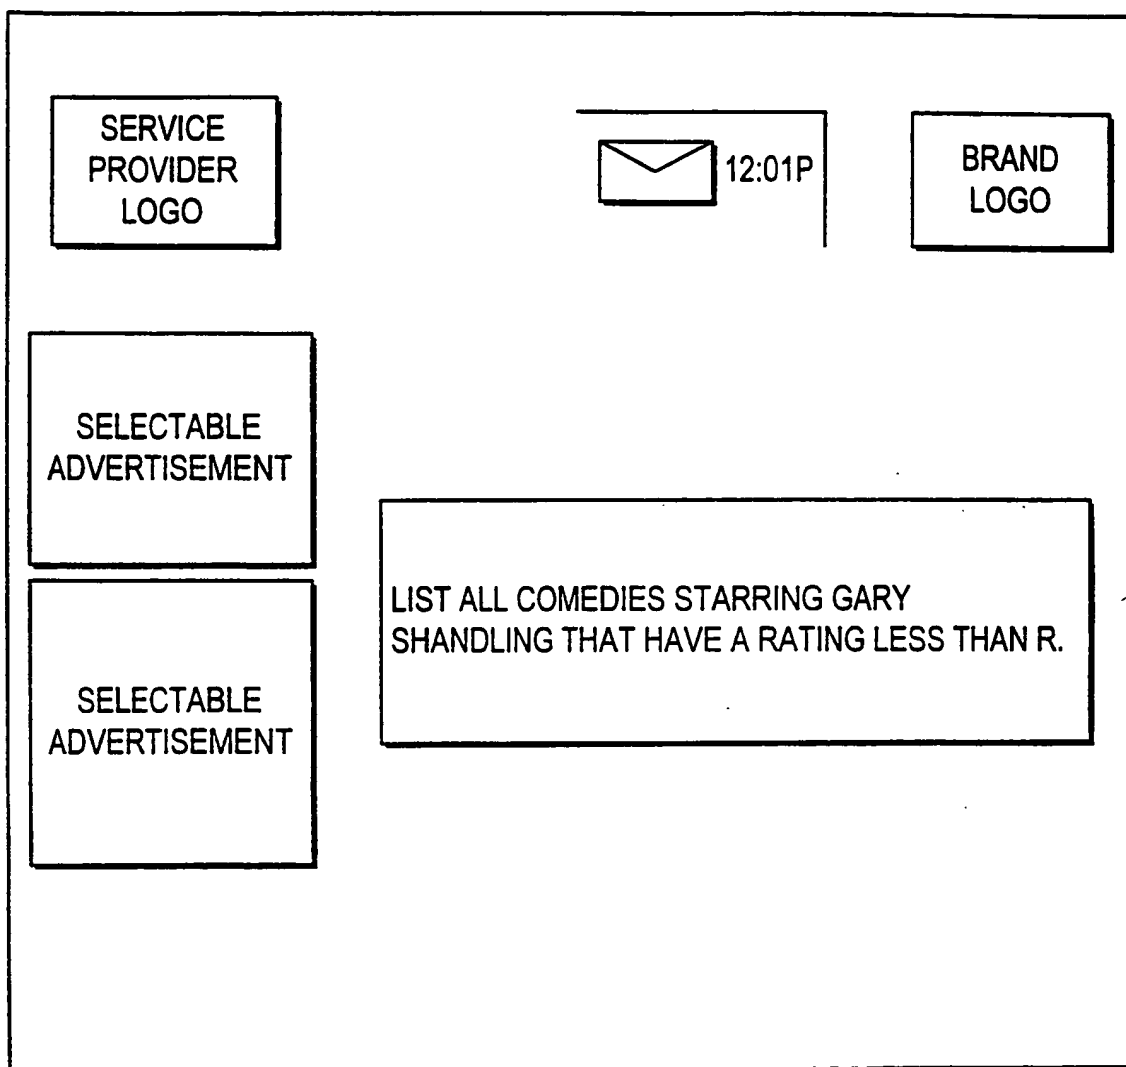 SERVICE
PROVIDER
LOGO
12:01P
BRAND
LOGO
SELECTABLE
ADVERTISEMENT
LIST ALL COMEDIES STARRING GARY
SHANDLING THAT HAVE A RATING LESS THAN R.
SELECTABLE
ADVERTISEMENT